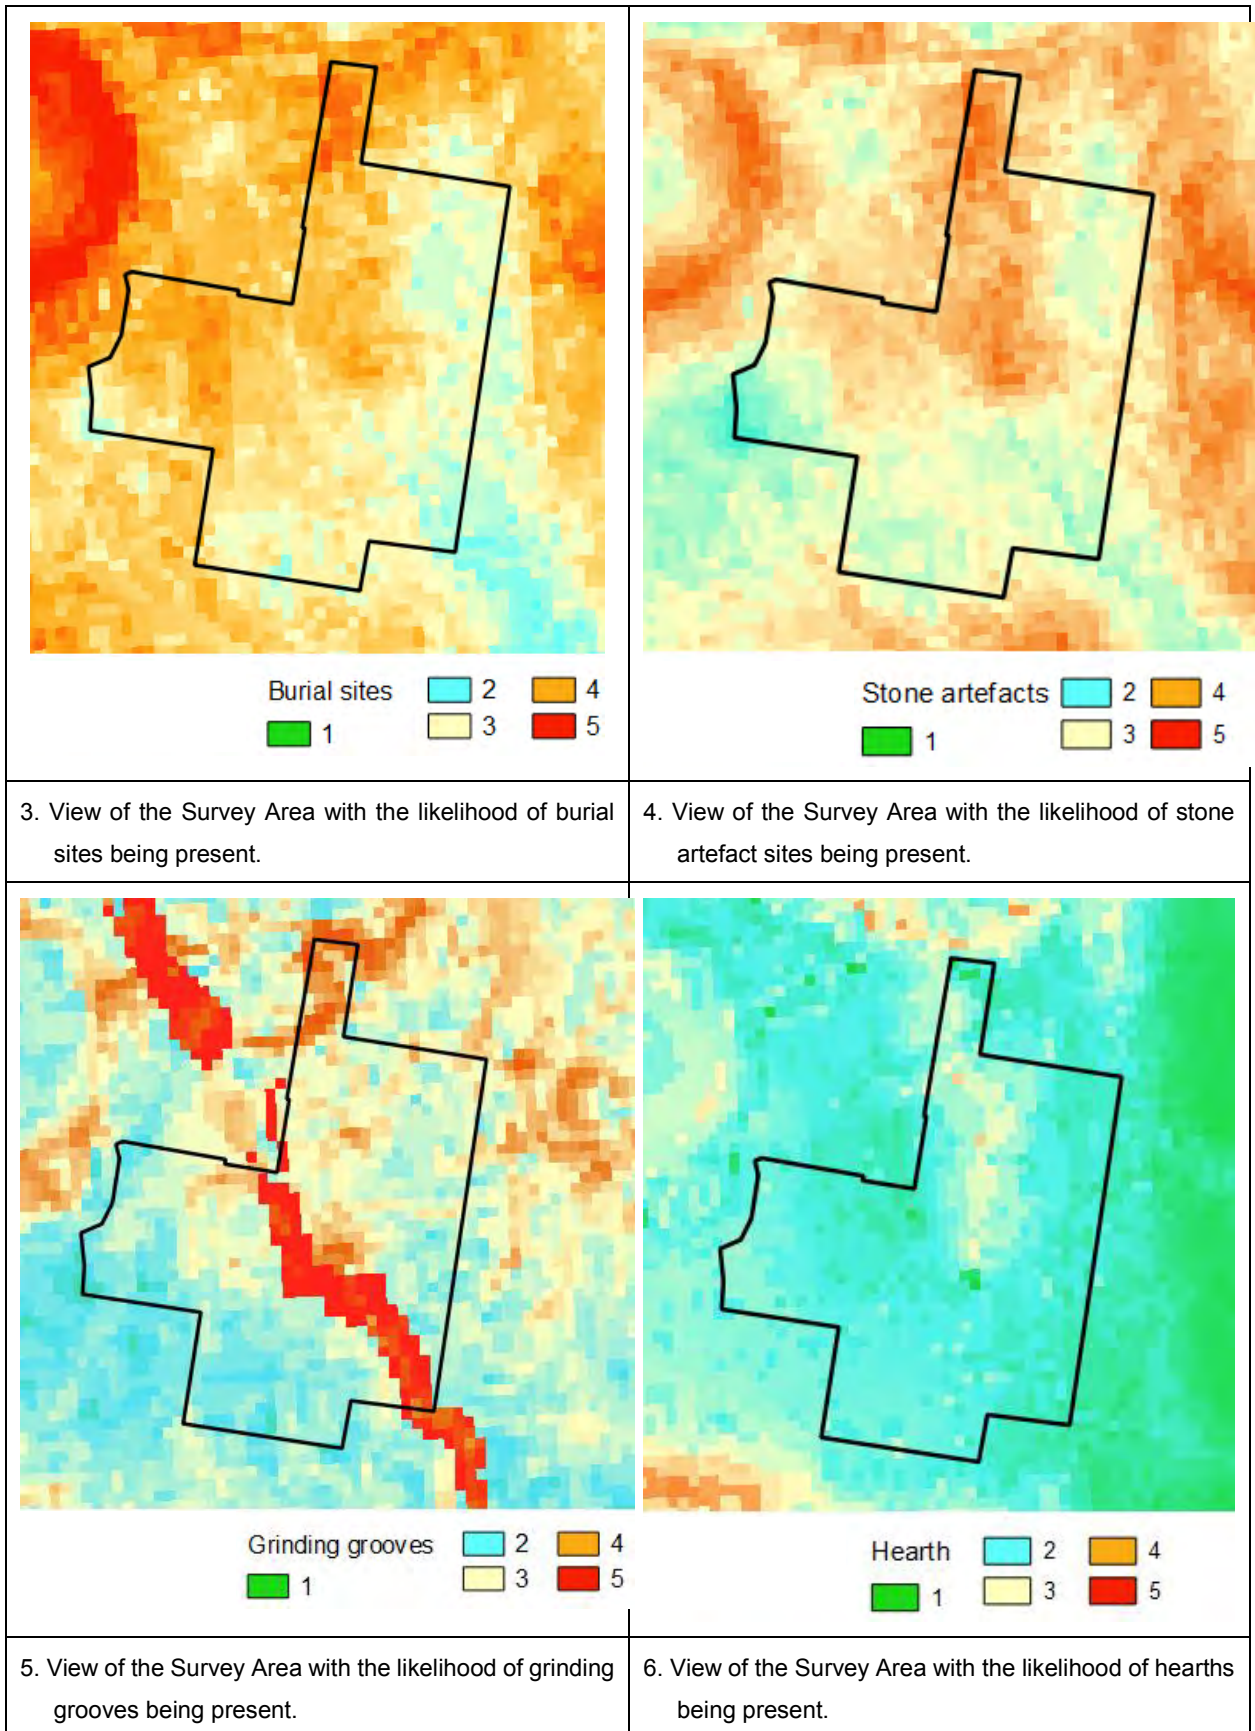 Burial sites 2 4
1 3 5
Stone artefacts 2 4
1 3 5
3. View of the Survey Area with the likelihood of burial
sites being present.
4. View of the Survey Area with the likelihood of stone
artefact sites being present.
Grinding grooves 2 4
1 3 5
Hearth 2 4
1 3 5
5. View of the Survey Area with the likelihood of grinding
grooves being present.
6. View of the Survey Area with the likelihood of hearths
being present.